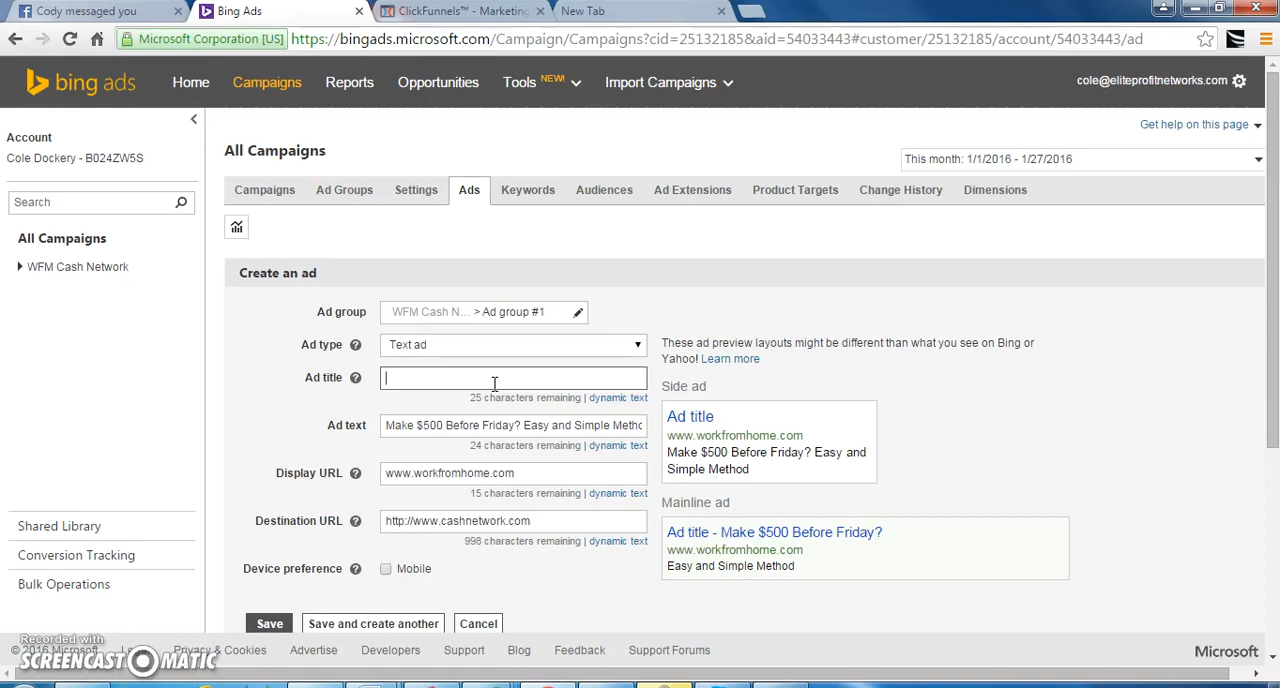 Cody messaged you
Bing Ads
ClickFunnels™ - Marketing
New Tab
Microsoft Corporation [US]
https://bingads.microsoft.com/Campaign/Campaigns?cid=25132185&aid=54033443#customer/25132185/account/54033443/ad
bing ads
Home
Campaigns
Reports
Opportunities
Tools NEW!
Import Campaigns
cole@eliteprofitnetworks.com
Get help on this page
Account
Cole Dockery - B024ZW5S
All Campaigns
This month: 1/1/2016 - 1/27/2016
Search
Campaigns
Ad Groups
Settings
Ads
Keywords
Audiences
Ad Extensions
Product Targets
Change History
Dimensions
All Campaigns
WFM Cash Network
Create an ad
Ad group
WFM Cash N... > Ad group #1
Ad type
Text ad
These ad preview layouts might be different than what you see on Bing or
Yahoo! Learn more
Ad title
25 characters remaining | dynamic text
Side ad
Ad title
www.workfromhome.com
Make $500 Before Friday? Easy and
Simple Method
Ad text
Make $500 Before Friday? Easy and Simple Metho
24 characters remaining | dynamic text
Display URL
www.workfromhome.com
15 characters remaining | dynamic text
Mainline ad
Ad title - Make $500 Before Friday?
www.workfromhome.com
Easy and Simple Method
Destination URL
http://www.cashnetwork.com
998 characters remaining | dynamic text
Device preference
Mobile
Save
Save and create another
Cancel
Shared Library
Conversion Tracking
Bulk Operations
Recorded with
SCREENCAST-O-MATIC
© 2016 Microsoft
Privacy & Cookies
Advertise
Developers
Support
Blog
Feedback
Support Forums
Microsoft